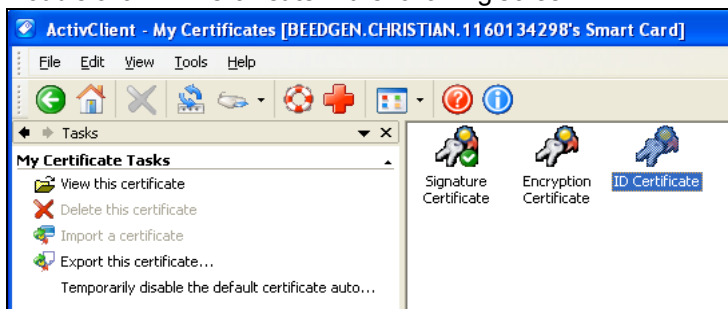 ActivClient - My Certificates [BEEDGEN.CHRISTIAN.1160134298's Smart Card]
File Edit View Tools Help
Tasks
My Certificate Tasks
View this certificate
Delete this certificate
Import a certificate
Export this certificate...
Temporarily disable the default certificate auto...
Signature Certificate
Encryption Certificate
ID Certificate